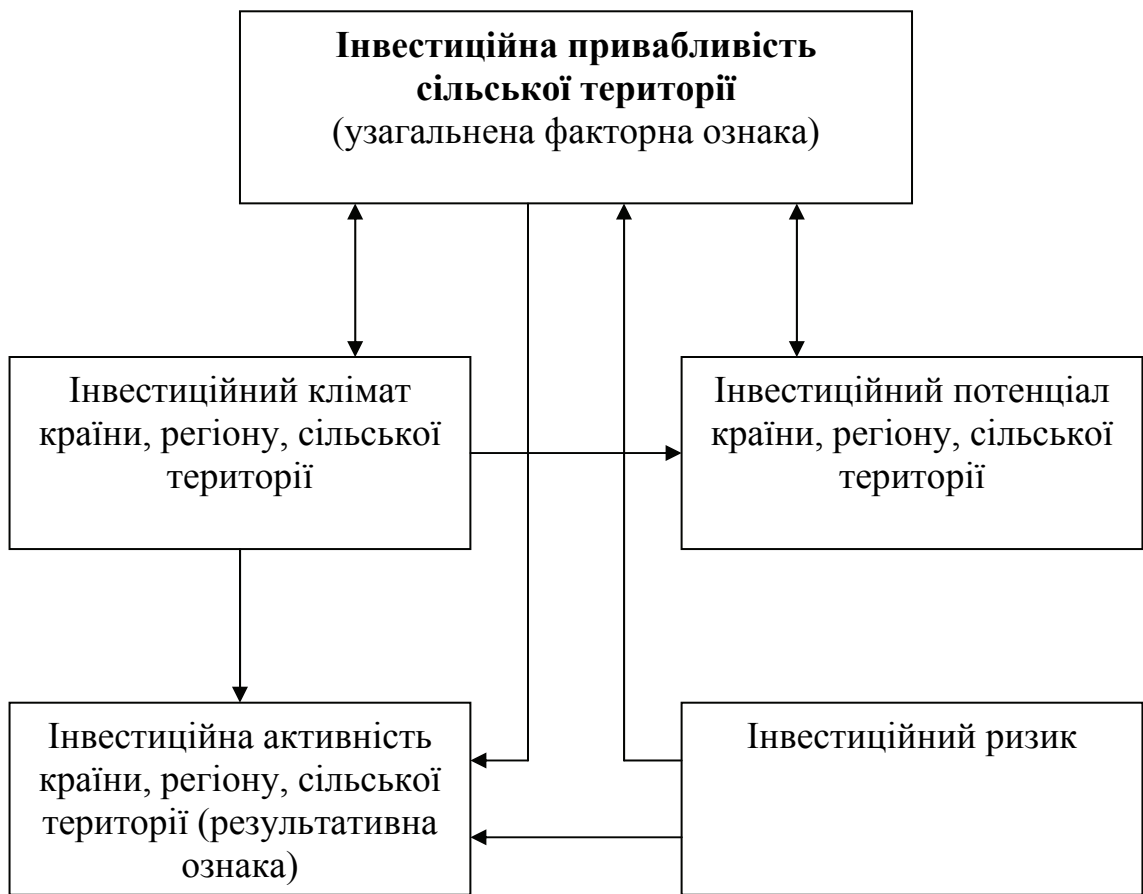 Інвестиційна привабливість
сільської території
(узагальнена факторна ознака)
Інвестиційний клімат
країни, регіону, сільської
території
Інвестиційний потенціал
країни, регіону, сільської
території
Інвестиційна активність
країни, регіону, сільської
території (результативна
ознака)
Інвестиційний ризик